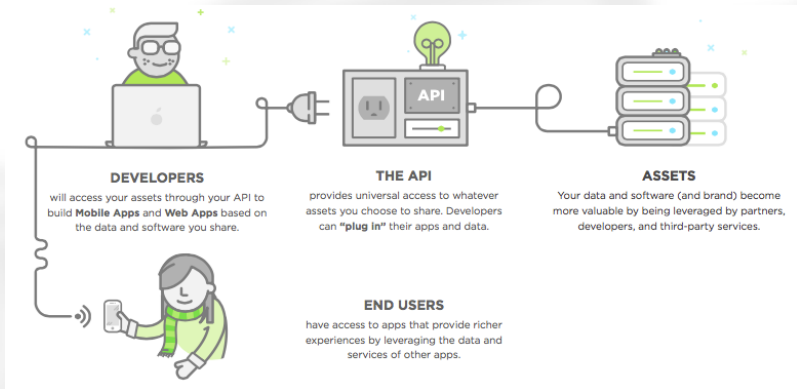 API
DEVELOPERS
will access your assets through your API to
build Mobile Apps and Web Apps based on
the data and software you share.
THE API
provides universal access to whatever
assets you choose to share. Developers
can "plug in" their apps and data.
ASSETS
Your data and software (and brand) become
more valuable by being leveraged by partners,
developers, and third-party services.
END USERS
have access to apps that provide richer
experiences by leveraging the data and
services of other apps.